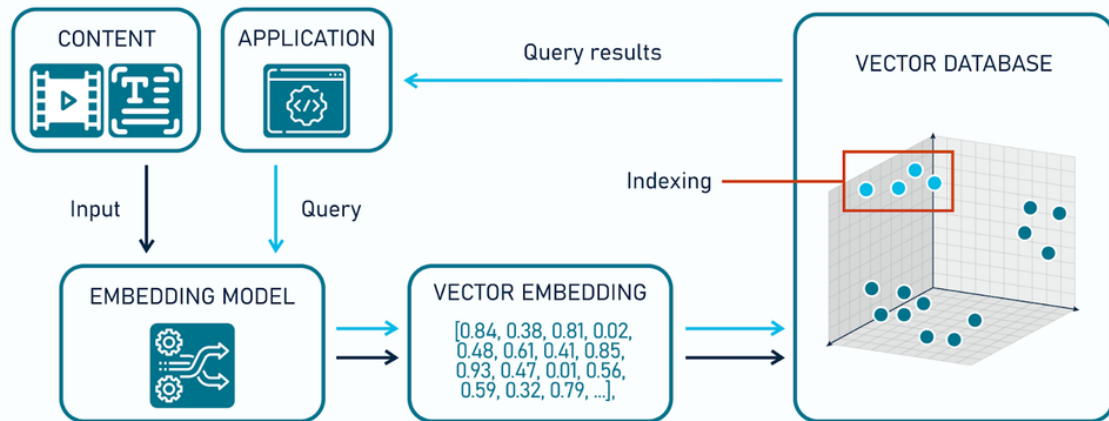 CONTENT
APPLICATION
Query results
VECTOR DATABASE
T
</>
Indexing
Input
Query
EMBEDDING MODEL
VECTOR EMBEDDING
[0.84, 0.38, 0.81, 0.02,
0.48, 0.61, 0.41, 0.85,
0.93, 0.47, 0.01, 0.56,
0.59, 0.32, 0.79, ...],